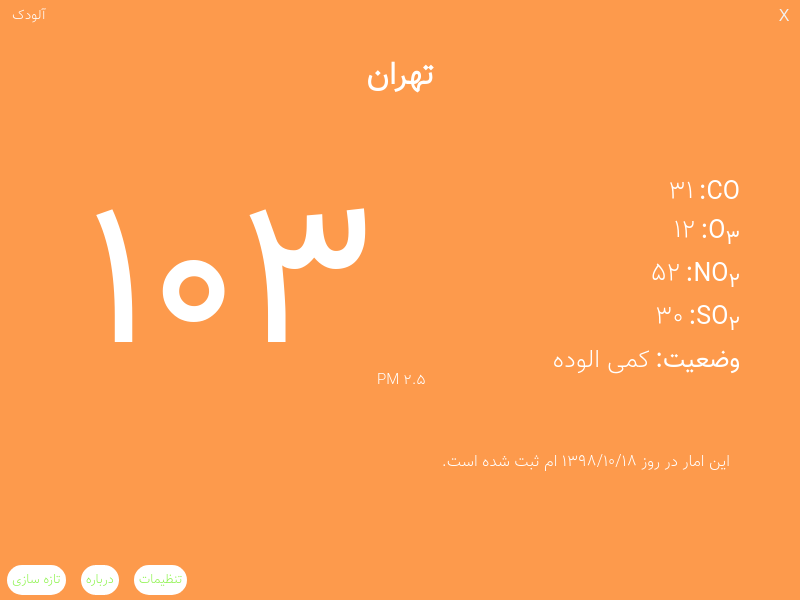 آلودک
X
تهران
۱۰۳
PM ۲.۵
CO: ۳۱
O۳: ۱۲
NO۲: ۵۲
SO۲: ۳۰
وضعیت: کمی الوده
این امار در روز ۱۳۹۸/۱۰/۱۸ ام ثبت شده است.
تنظیمات
درباره
تازه سازی